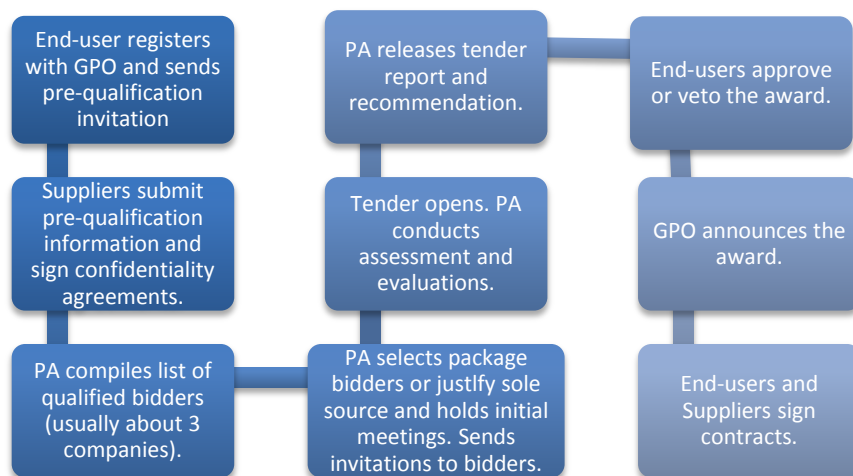 End-user registers
with GPO and sends
pre-qualification
invitation
Suppliers submit
pre-qualification
information and
sign confidentiality
agreements.
PA compiles list of
qualified bidders
(usually about 3
companies).
PA selects package
bidders or justlfy sole
source and holds initial
meetings. Sends
invitations to bidders.
Tender opens. PA
conducts
assessment and
evaluations.
PA releases tender
report and
recommendation.
End-users approve
or veto the award.
GPO announces the
award.
End-users and
Suppliers sign
contracts.